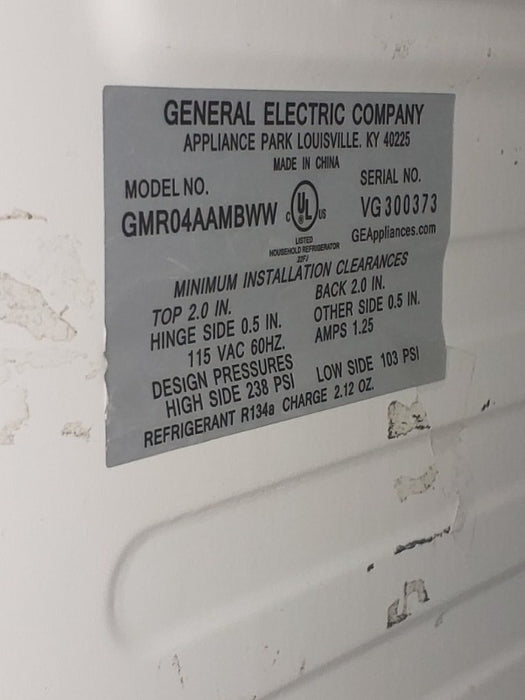 GENERAL ELECTRIC COMPANY
APPLIANCE PARK LOUISVILLE, KY 40225
MADE IN CHINA
MODEL NO.
GMR04AAMBWW
C UL US
LISTED
HOUSEHOLD REFRIGERATOR
22FJ
SERIAL NO.
VG 300373
GEAppliances.com
MINIMUM INSTALLATION CLEARANCES
TOP 2.0 IN. BACK 2.0 IN.
HINGE SIDE 0.5 IN. OTHER SIDE 0.5 IN.
115 VAC 60HZ. AMPS 1.25
DESIGN PRESSURES
HIGH SIDE 238 PSI LOW SIDE 103 PSI
REFRIGERANT R134a CHARGE 2.12 OZ.